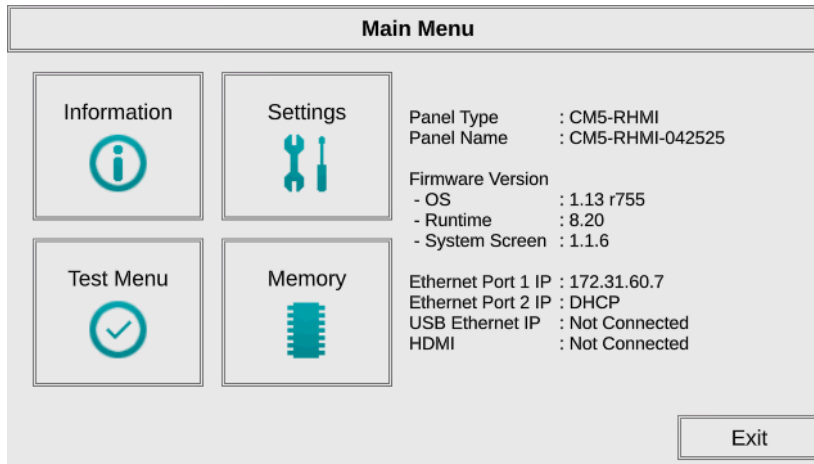 Main Menu
Information
Settings
Test Menu
Memory
Panel Type : CM5-RHMI
Panel Name : CM5-RHMI-042525
Firmware Version
- OS : 1.13 r755
- Runtime : 8.20
- System Screen : 1.1.6
Ethernet Port 1 IP : 172.31.60.7
Ethernet Port 2 IP : DHCP
USB Ethernet IP : Not Connected
HDMI : Not Connected
Exit